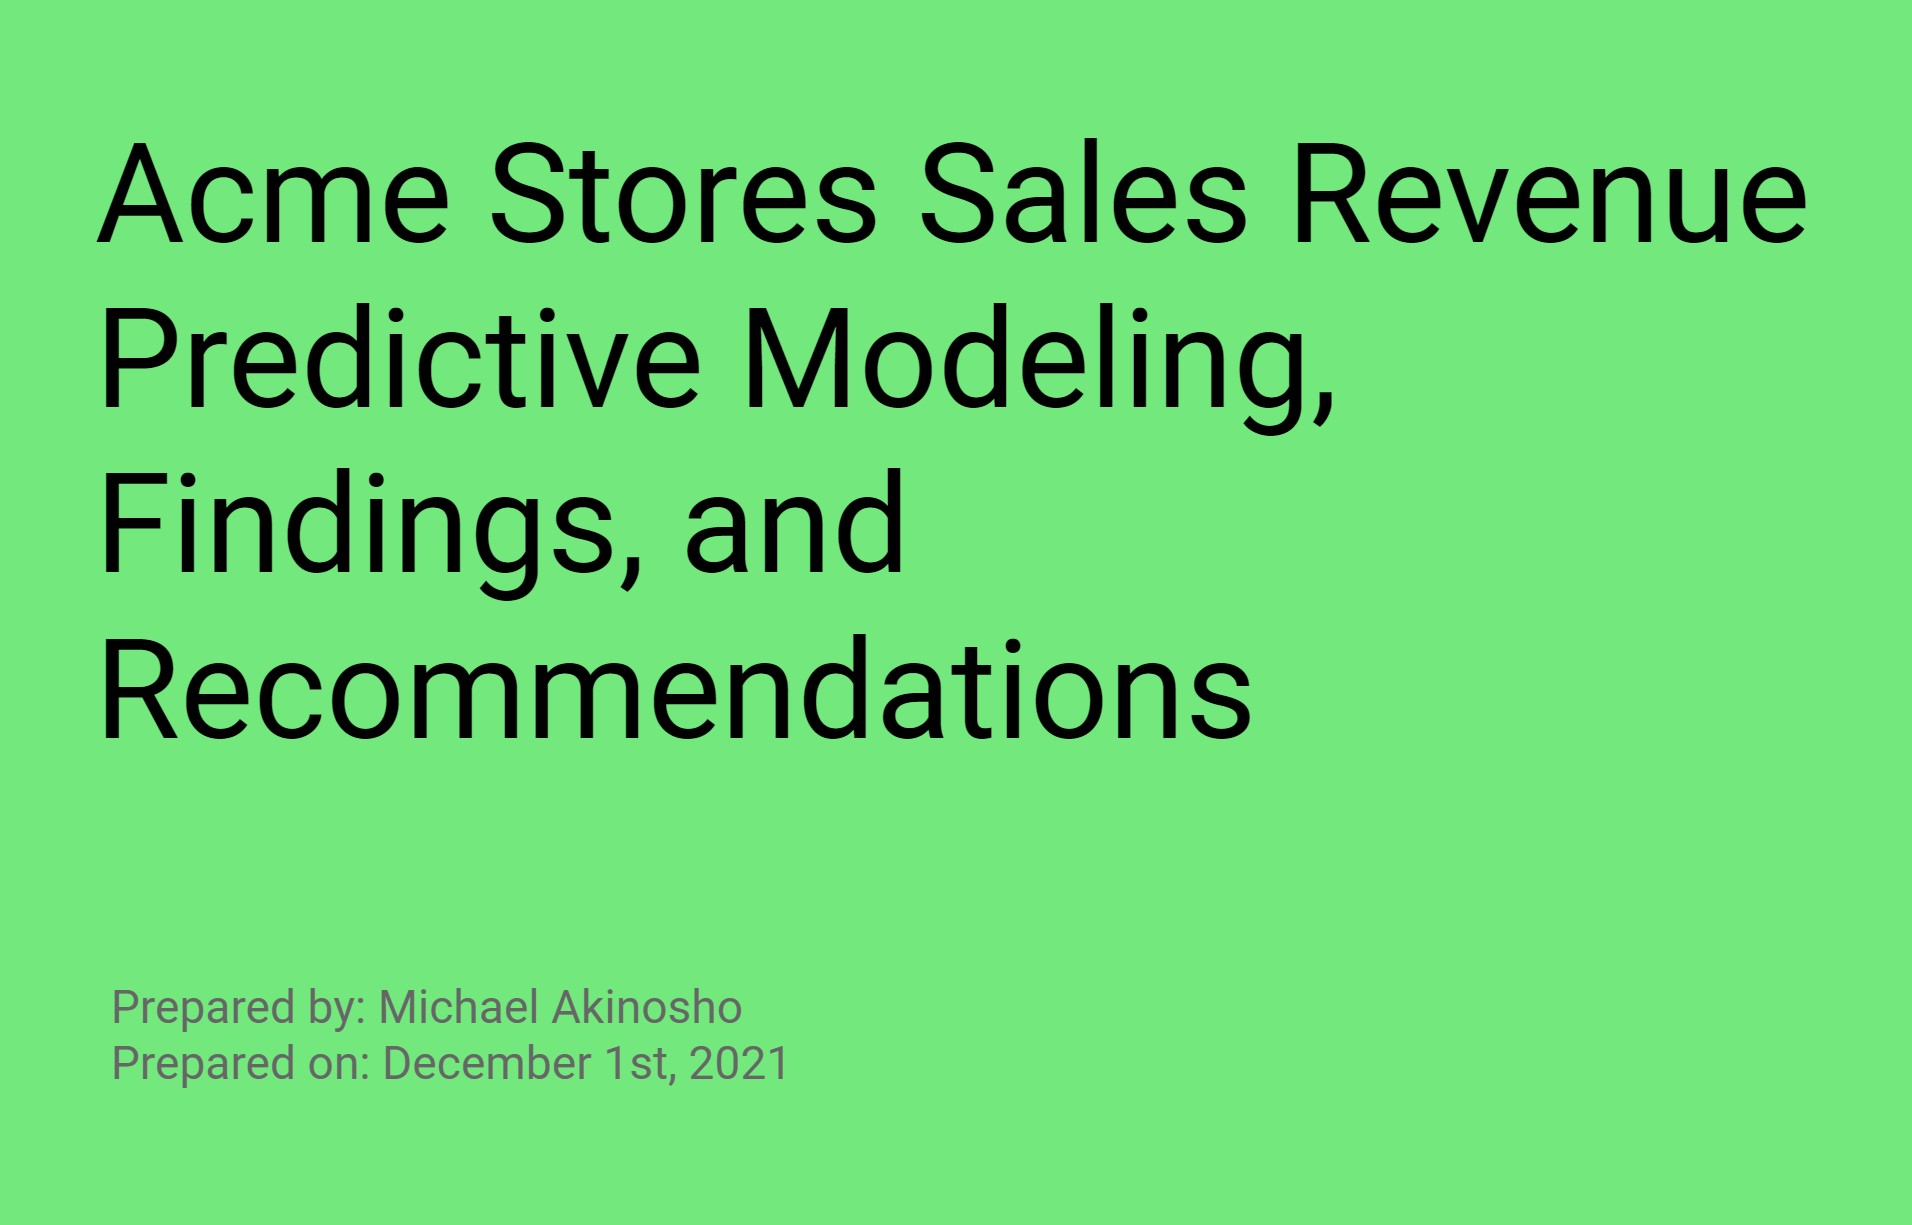 Acme Stores Sales Revenue
Predictive Modeling,
Findings, and
Recommendations
Prepared by: Michael Akinosho
Prepared on: December 1st, 2021